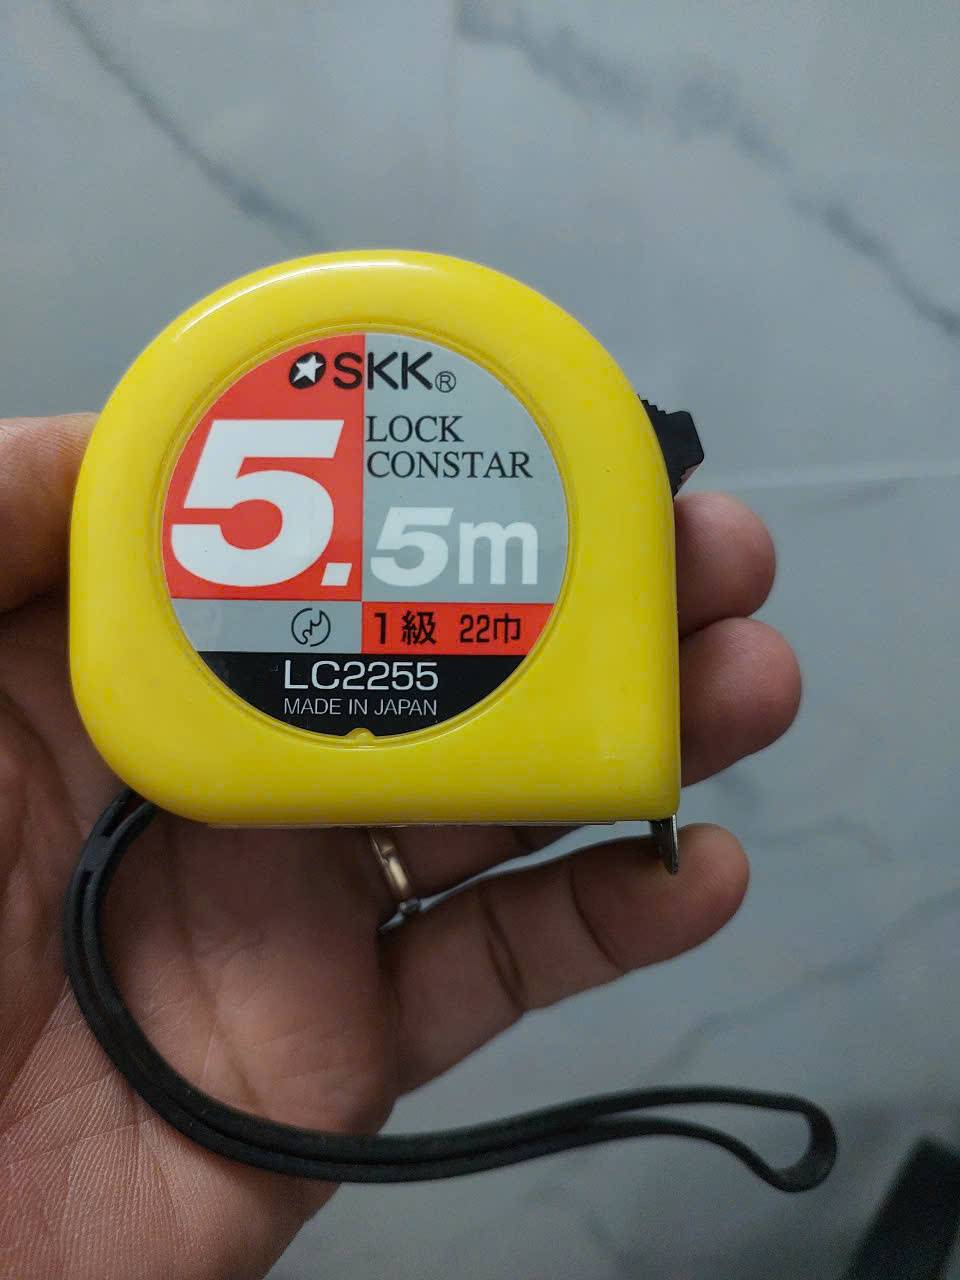 SKK®
LOCK
CONSTAR
5.5m
1級 22巾
LC2255
MADE IN JAPAN